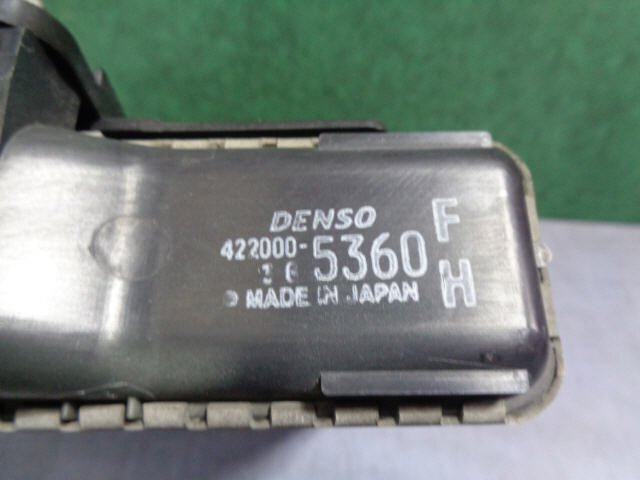 DENSO
422000-5360
F
H
MADE IN JAPAN